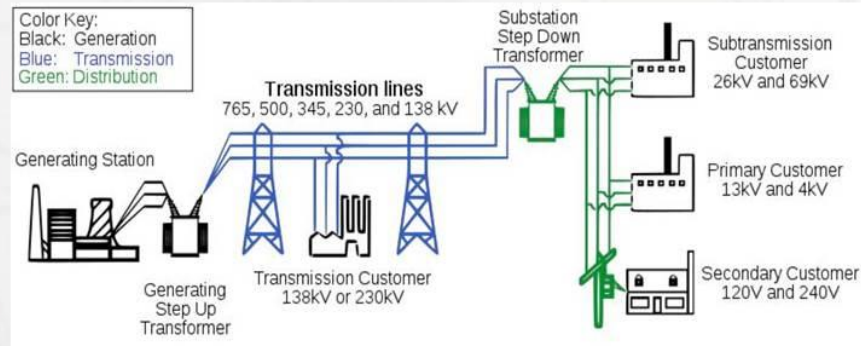 Color Key:
Black: Generation
Blue: Transmission
Green: Distribution
Substation
Step Down
Transformer
Subtransmission
Customer
26kV and 69kV
Transmission lines
765, 500, 345, 230, and 138 kV
Generating Station
Primary Customer
13kV and 4kV
Transmission Customer
138kV or 230kV
Generating
Step Up
Transformer
Secondary Customer
120V and 240V